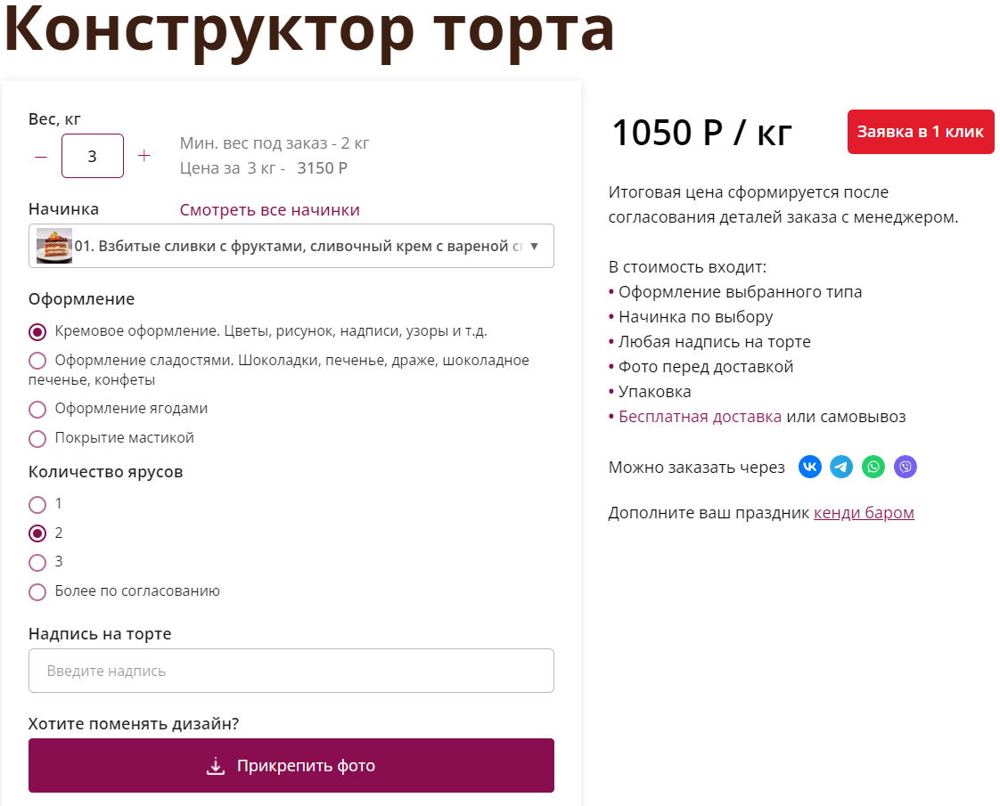 Конструктор торта
Вес, кг
– 3 +
Мин. вес под заказ - 2 кг
Цена за 3 кг - 3150 Р
Начинка
Смотреть все начинки
01. Взбитые сливки с фруктами, сливочный крем с вареной
Оформление
Кремовое оформление. Цветы, рисунок, надписи, узоры и т.д.
Оформление сладостями. Шоколадки, печенье, драже, шоколадное
печенье, конфеты
Оформление ягодами
Покрытие мастикой
Количество ярусов
1
2
3
Более по согласованию
Надпись на торте
Введите надпись
Хотите поменять дизайн?
Прикрепить фото
1050 Р / кг
Заявка в 1 клик
Итоговая цена сформируется после
согласования деталей заказа с менеджером.
В стоимость входит:
• Оформление выбранного типа
• Начинка по выбору
• Любая надпись на торте
• Фото перед доставкой
• Упаковка
• Бесплатная доставка или самовывоз
Можно заказать через
Дополните ваш праздник кенди баром